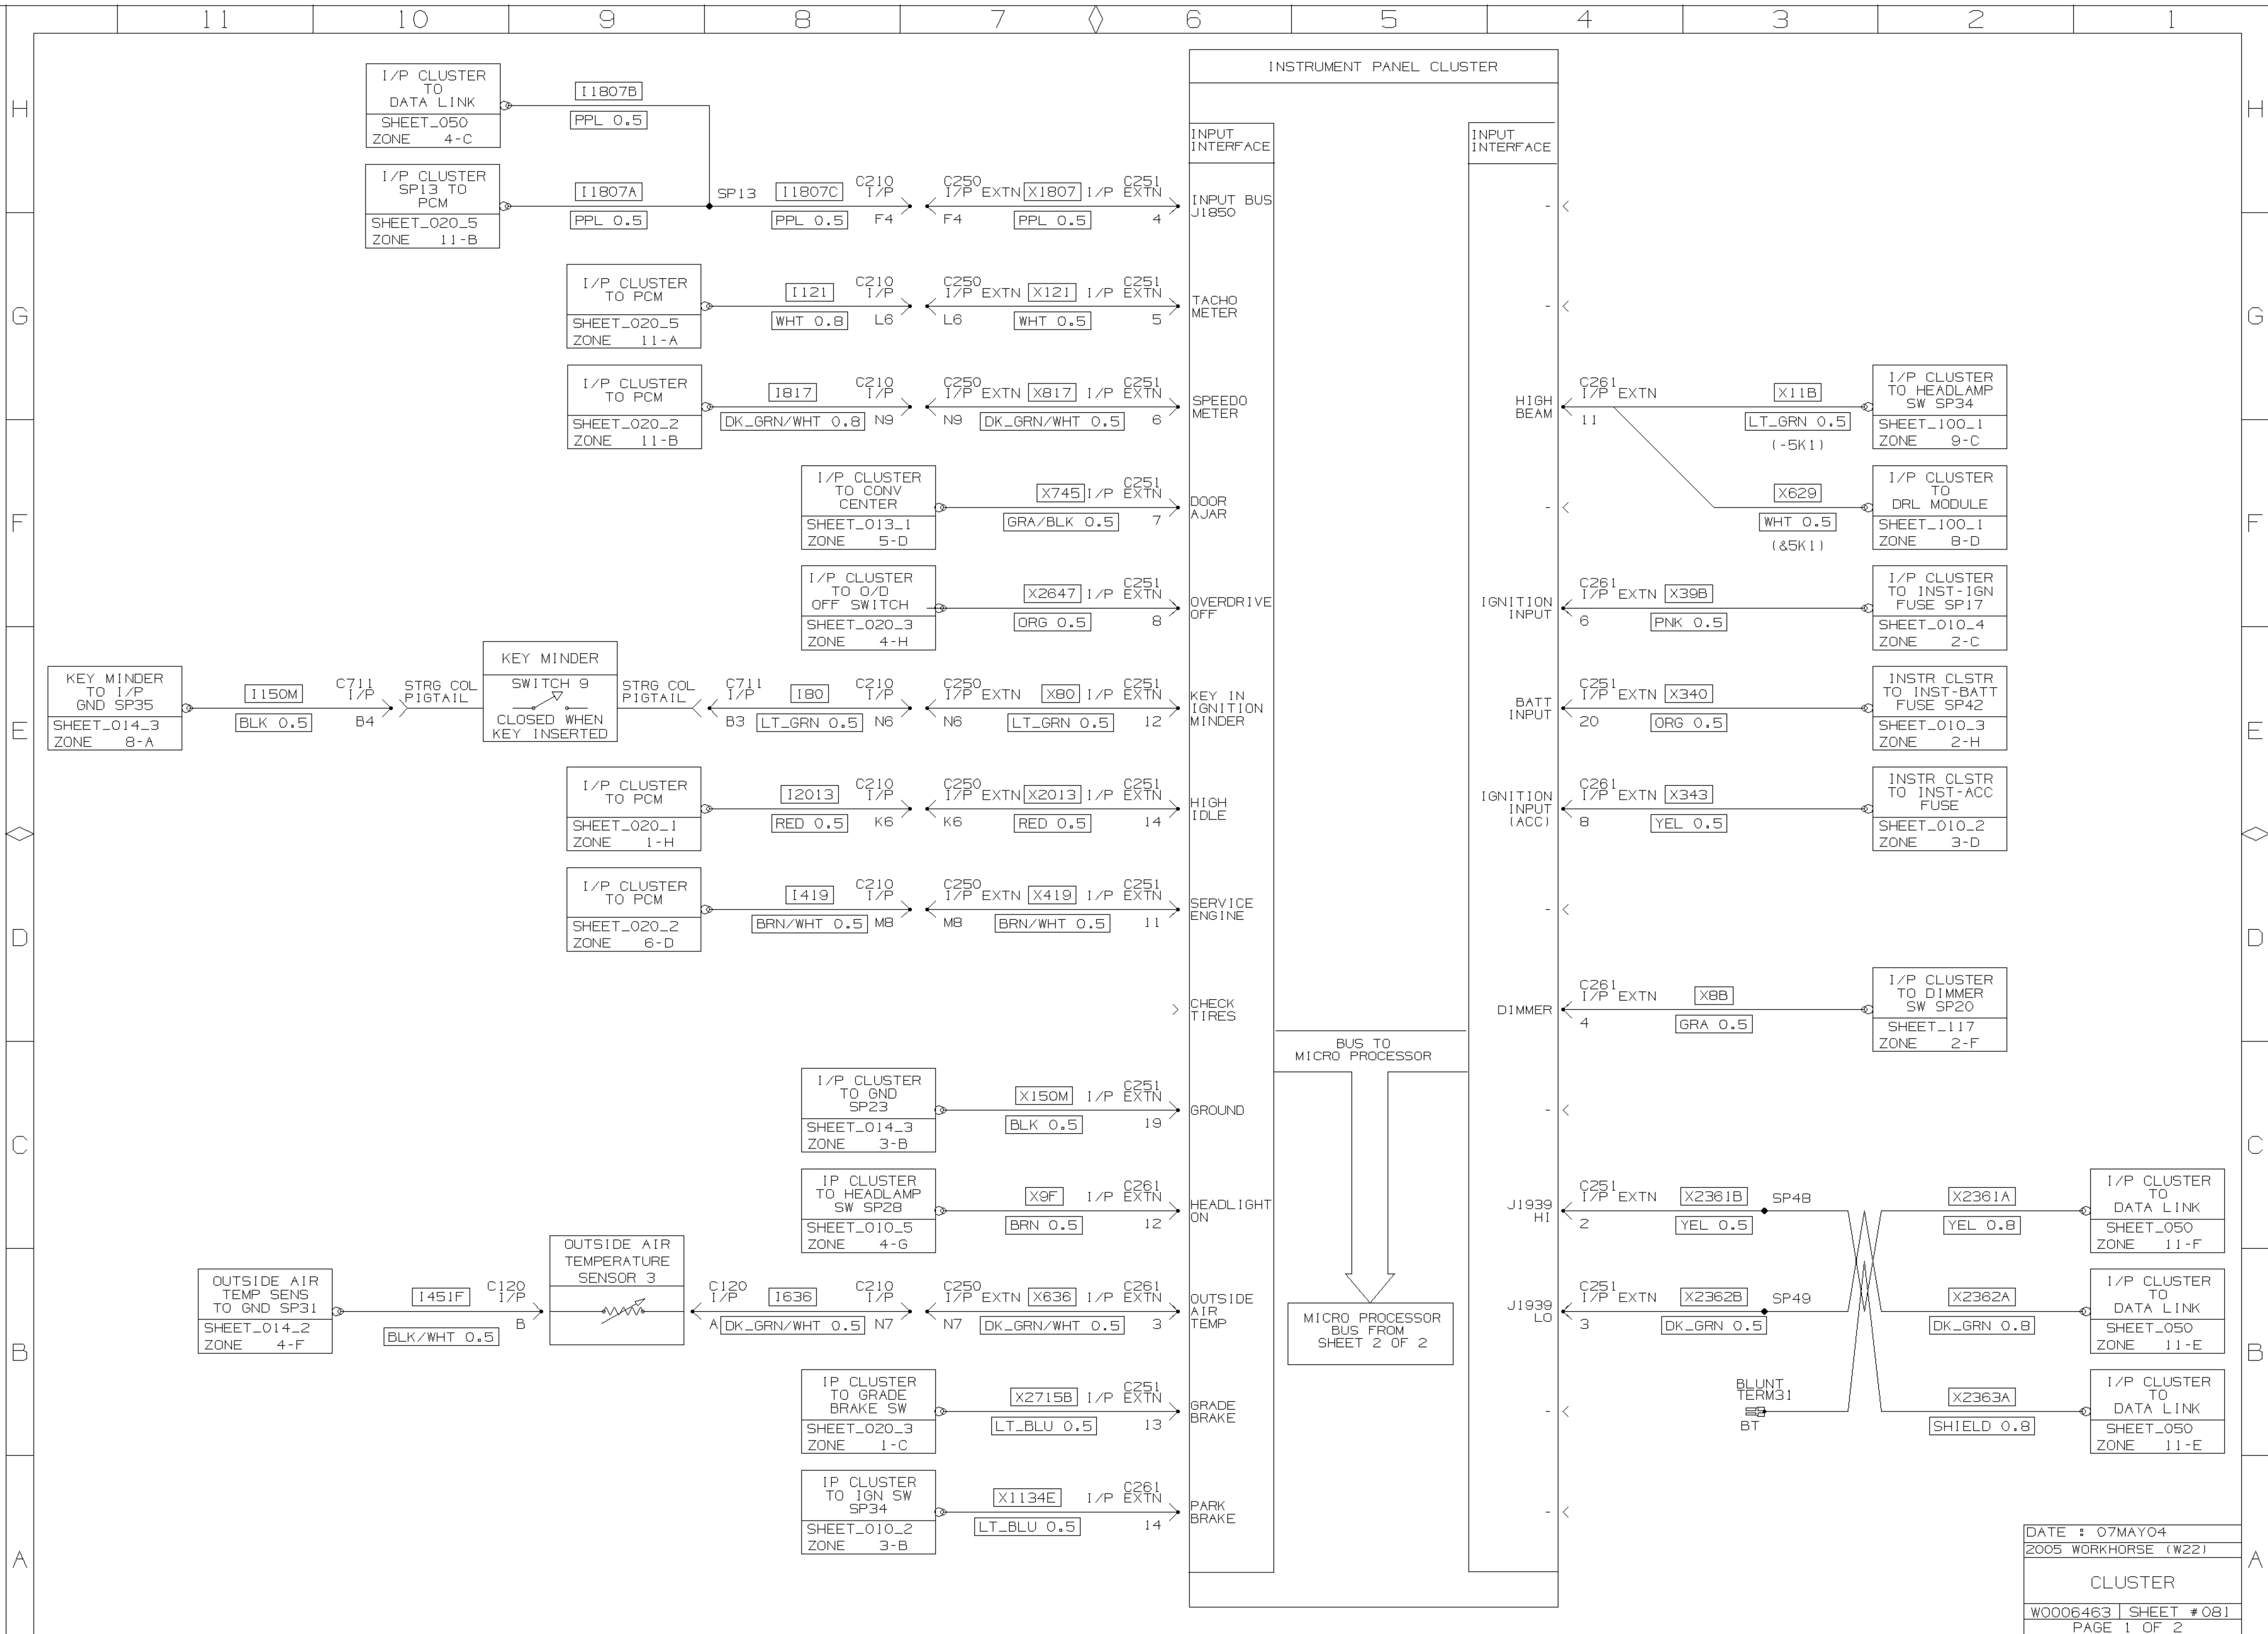 11 10 9 8 7 6 5 4 3 2 1
H
G
F
E
D
C
B
A
H
G
F
E
D
C
B
A
INSTRUMENT PANEL CLUSTER
INPUT
INTERFACE
INPUT
INTERFACE
I/P CLUSTER
TO
DATA LINK
SHEET_050
ZONE 4-C
I1807B
PPL 0.5
I/P CLUSTER
SP13 TO
PCM
SHEET_020_5
ZONE 11-B
I1807A
PPL 0.5
SP13
I1807C
PPL 0.5
C210
I/P
F4
C250
I/P EXTN
F4
X1807
PPL 0.5
C251
I/P EXTN
4
INPUT BUS
J1850
I/P CLUSTER
TO PCM
SHEET_020_5
ZONE 11-A
I121
WHT 0.8
C210
I/P
L6
C250
I/P EXTN
L6
X121
WHT 0.5
C251
I/P EXTN
5
TACHO
METER
I/P CLUSTER
TO PCM
SHEET_020_2
ZONE 11-B
I817
DK_GRN/WHT 0.8
C210
I/P
N9
C250
I/P EXTN
N9
X817
DK_GRN/WHT 0.5
C251
I/P EXTN
6
SPEEDO
METER
I/P CLUSTER
TO CONV
CENTER
SHEET_013_1
ZONE 5-D
X745
GRA/BLK 0.5
C251
I/P EXTN
7
DOOR
AJAR
I/P CLUSTER
TO O/D
OFF SWITCH
SHEET_020_3
ZONE 4-H
X2647
ORG 0.5
C251
I/P EXTN
8
OVERDRIVE
OFF
KEY MINDER
TO I/P
GND SP35
SHEET_014_3
ZONE 8-A
I150M
BLK 0.5
C711
I/P
B4
STRG COL
PIGTAIL
KEY MINDER
SWITCH 9
CLOSED WHEN
KEY INSERTED
STRG COL
PIGTAIL
C711
I/P
B3
I80
LT_GRN 0.5
C210
I/P
N6
C250
I/P EXTN
N6
X80
LT_GRN 0.5
C251
I/P EXTN
12
KEY IN
IGNITION
MINDER
I/P CLUSTER
TO PCM
SHEET_020_1
ZONE 1-H
I2013
RED 0.5
C210
I/P
K6
C250
I/P EXTN
K6
X2013
RED 0.5
C251
I/P EXTN
14
HIGH
IDLE
I/P CLUSTER
TO PCM
SHEET_020_2
ZONE 6-D
I419
BRN/WHT 0.5
C210
I/P
M8
C250
I/P EXTN
M8
X419
BRN/WHT 0.5
C251
I/P EXTN
11
SERVICE
ENGINE
CHECK
TIRES
I/P CLUSTER
TO GND
SP23
SHEET_014_3
ZONE 3-B
X150M
BLK 0.5
C251
I/P EXTN
19
GROUND
IP CLUSTER
TO HEADLAMP
SW SP28
SHEET_010_5
ZONE 4-G
X9F
BRN 0.5
C261
I/P EXTN
12
HEADLIGHT
ON
OUTSIDE AIR
TEMP SENS
TO GND SP31
SHEET_014_2
ZONE 4-F
I451F
BLK/WHT 0.5
C120
I/P
B
OUTSIDE AIR
TEMPERATURE
SENSOR 3
C120
I/P
A
I636
DK_GRN/WHT 0.5
C210
I/P
N7
C250
I/P EXTN
N7
X636
DK_GRN/WHT 0.5
C261
I/P EXTN
3
OUTSIDE
AIR
TEMP
IP CLUSTER
TO GRADE
BRAKE SW
SHEET_020_3
ZONE 1-C
X2715B
LT_BLU 0.5
C251
I/P EXTN
13
GRADE
BRAKE
IP CLUSTER
TO IGN SW
SP34
SHEET_010_2
ZONE 3-B
X1134E
LT_BLU 0.5
C261
I/P EXTN
14
PARK
BRAKE
BUS TO
MICRO PROCESSOR
MICRO PROCESSOR
BUS FROM
SHEET 2 OF 2
-
-
HIGH
BEAM
C261
I/P EXTN
11
X11B
LT_GRN 0.5
(-5K1)
I/P CLUSTER
TO HEADLAMP
SW SP34
SHEET_100_1
ZONE 9-C
-
X629
WHT 0.5
(&5K1)
I/P CLUSTER
TO
DRL MODULE
SHEET_100_1
ZONE 8-D
IGNITION
INPUT
C261
I/P EXTN
6
X39B
PNK 0.5
I/P CLUSTER
TO INST-IGN
FUSE SP17
SHEET_010_4
ZONE 2-C
BATT
INPUT
C251
I/P EXTN
20
X340
ORG 0.5
INSTR CLSTR
TO INST-BATT
FUSE SP42
SHEET_010_3
ZONE 2-H
IGNITION
INPUT
(ACC)
C261
I/P EXTN
8
X343
YEL 0.5
INSTR CLSTR
TO INST-ACC
FUSE
SHEET_010_2
ZONE 3-D
-
DIMMER
C261
I/P EXTN
4
X8B
GRA 0.5
I/P CLUSTER
TO DIMMER
SW SP20
SHEET_117
ZONE 2-F
-
J1939
HI
C251
I/P EXTN
2
X2361B
YEL 0.5
SP48
X2361A
YEL 0.8
I/P CLUSTER
TO
DATA LINK
SHEET_050
ZONE 11-F
J1939
LO
C251
I/P EXTN
3
X2362B
DK_GRN 0.5
SP49
X2362A
DK_GRN 0.8
I/P CLUSTER
TO
DATA LINK
SHEET_050
ZONE 11-E
-
BLUNT
TERM31
BT
X2363A
SHIELD 0.8
I/P CLUSTER
TO
DATA LINK
SHEET_050
ZONE 11-E
-
DATE : 07MAY04
2005 WORKHORSE (W22)
CLUSTER
W0006463 SHEET #081
PAGE 1 OF 2